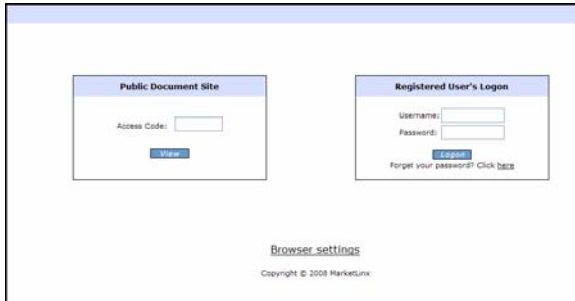 Public Document Site
Access Code:
View
Registered User's Logon
Username:
Password:
Logon
Forget your password? Click here
Browser settings
Copyright © 2008 MarketLinx